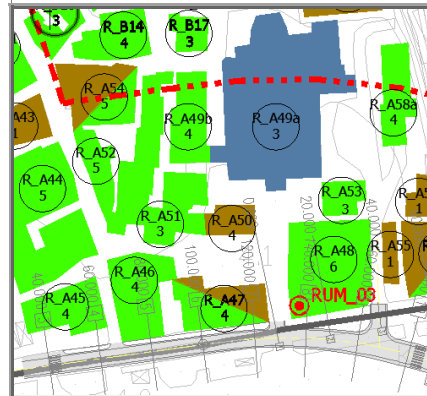 3
R_B14
4
R_B17
3
R_A54
5
A43
1
R_A49b
4
R_A49a
3
R_A58a
4
R_A52
5
R_A44
5
R_A53
3
R_A51
3
R_A50
4
R_A48
6
R_A55
1
R_A46
4
R_A45
4
R_A47
4
RUM_03